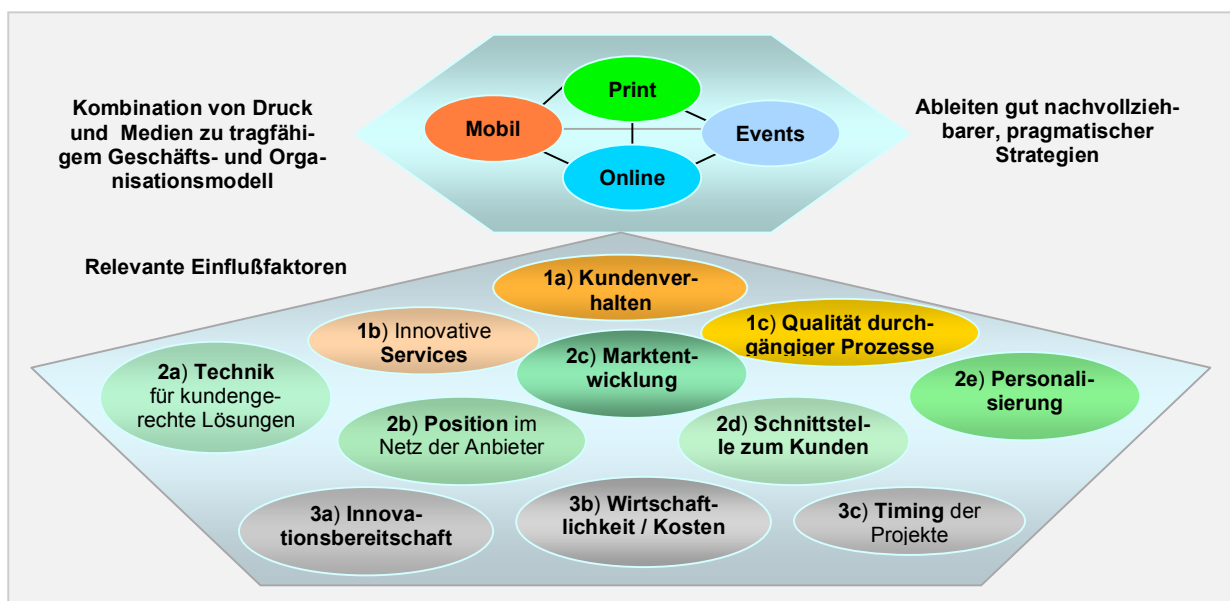 Kombination von Druck
und Medien zu tragfähi-
gem Geschäfts- und Orga-
nisationsmodell
Print
Mobil
Events
Online
Ableiten gut nachvollzieh-
barer, pragmatischer
Strategien
Relevante Einflußfaktoren
1a) Kundenver-
halten
1b) Innovative
Services
1c) Qualität durch-
gängiger Prozesse
2a) Technik
für kundenge-
rechte Lösungen
2c) Marktent-
wicklung
2e) Personali-
sierung
2b) Position im
Netz der Anbieter
2d) Schnittstel-
le zum Kunden
3a) Innova-
tionsbereitschaft
3b) Wirtschaft-
lichkeit / Kosten
3c) Timing der
Projekte